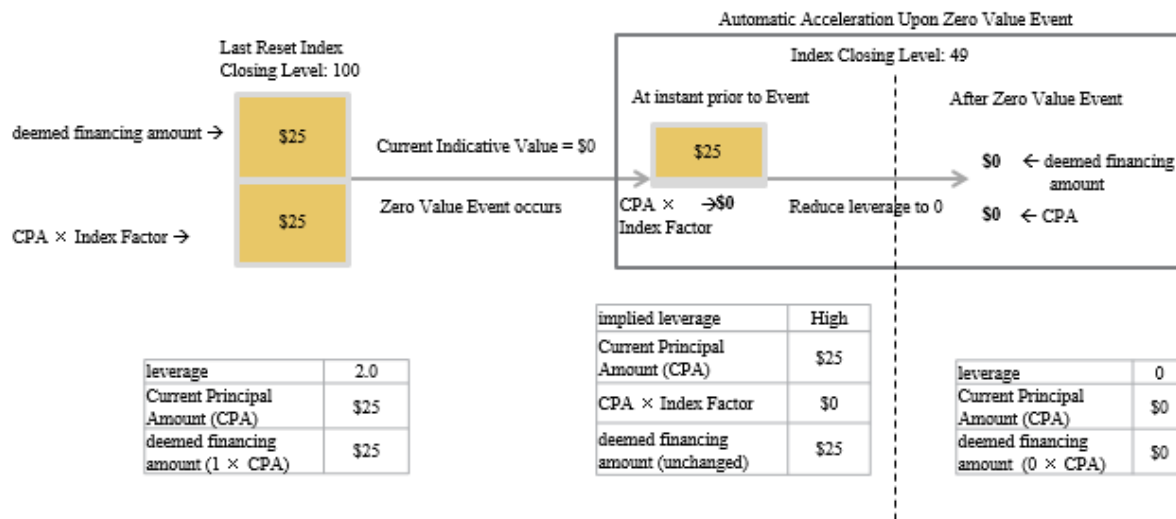 Automatic Acceleration Upon Zero Value Event
Last Reset Index
Closing Level: 100
Index Closing Level: 49
At instant prior to Event
After Zero Value Event
deemed financing amount →
$25
Current Indicative Value = $0
$25
$0 ← deemed financing
amount
CPA × Index Factor →
$25
Zero Value Event occurs
CPA × →$0
Index Factor
Reduce leverage to 0
$0 ← CPA
leverage 2.0
Current Principal
Amount (CPA) $25
deemed financing
amount (1 × CPA) $25
implied leverage High
Current Principal
Amount (CPA) $25
CPA × Index Factor $0
deemed financing
amount (unchanged) $25
leverage 0
Current Principal
Amount (CPA) $0
deemed financing
amount (0 × CPA) $0